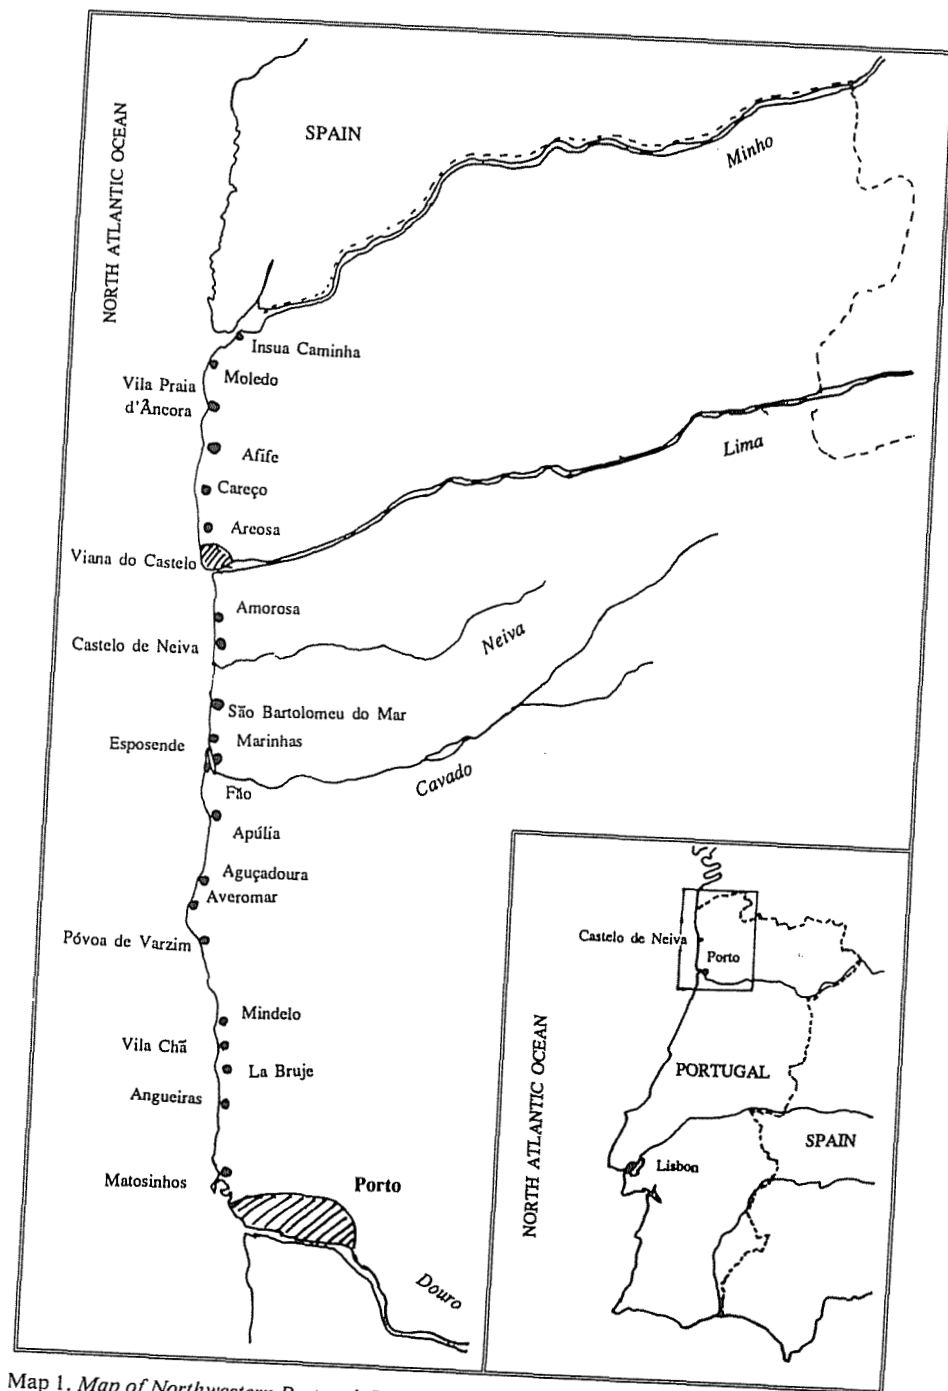 NORTH ATLANTIC OCEAN
SPAIN
Minho
Insua Caminha
Moledo
Vila Praia
d'Âncora
Afife
Careço
Areosa
Lima
Viana do Castelo
Amorosa
Castelo de Neiva
Neiva
São Bartolomeu do Mar
Esposende
Marinhas
Cavado
Fão
Apúlia
Aguçadoura
Averomar
Póvoa de Varzim
Mindelo
Vila Chã
La Bruje
Angueiras
Matosinhos
Porto
Douro
Castelo de Neiva
Porto
NORTH ATLANTIC OCEAN
PORTUGAL
SPAIN
Lisbon
Map 1. Map of Northwestern